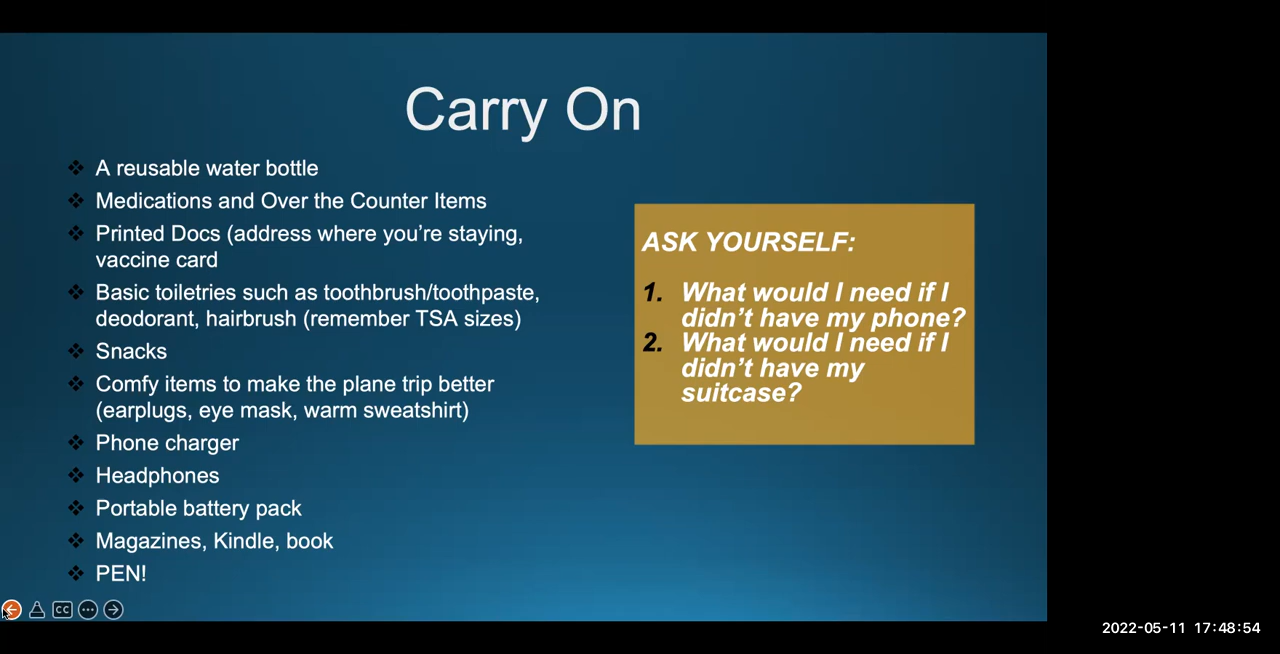 Carry On
A reusable water bottle
Medications and Over the Counter Items
Printed Docs (address where you’re staying,
vaccine card
Basic toiletries such as toothbrush/toothpaste,
deodorant, hairbrush (remember TSA sizes)
Snacks
Comfy items to make the plane trip better
(earplugs, eye mask, warm sweatshirt)
Phone charger
Headphones
Portable battery pack
Magazines, Kindle, book
PEN!
ASK YOURSELF:
1. What would I need if I
didn’t have my phone?
2. What would I need if I
didn’t have my
suitcase?
CC
2022-05-11 17:48:54